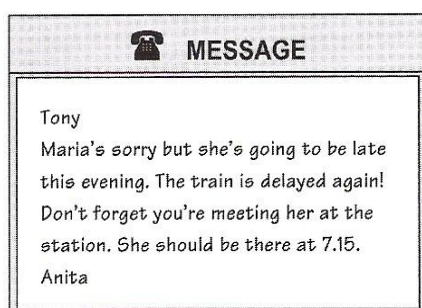 MESSAGE
Tony
Maria's sorry but she's going to be late
this evening. The train is delayed again!
Don't forget you're meeting her at the
station. She should be there at 7.15.
Anita